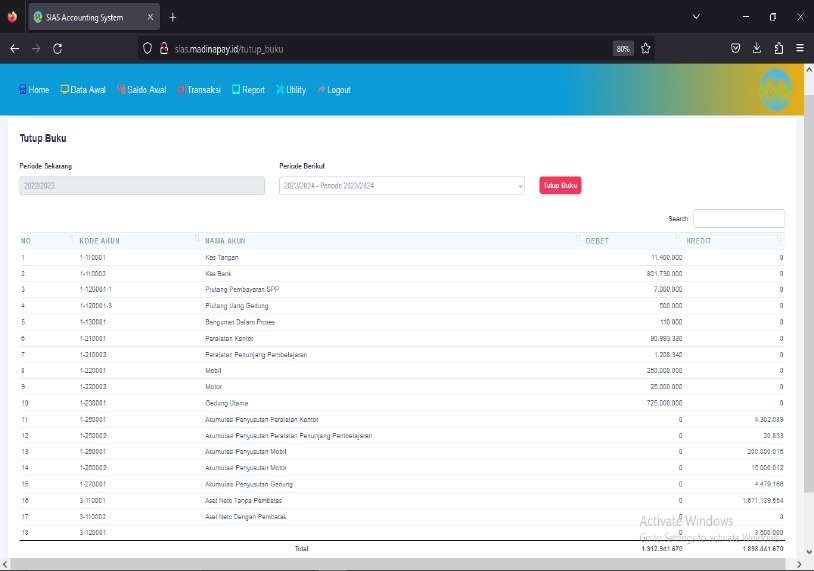 SIAS Accounting System
sias.madinapay.id/tutup_buku
80%
Home Data Awal Saldo Awal Transaksi Report Utility Logout
Tutup Buku
Periode Sekarang Periode Berikut
2022/2023 2023/2024 - Periode 2023/2024 Tutup Buku
Search:
NO KODE AKUN NAMA AKUN DEBET KREDIT
1 1-110001 Kas Tangan 11.400.000 0
2 1-110002 Kas Bank 801.730.000 0
3 1-120001-1 Piutang Pembayaran SPP 7.000.000 0
4 1-120001-3 Piutang Uang Gedung 500.000 0
5 1-130001 Bangunan Dalam Proses 110.000 0
6 1-210001 Paralatan Kantor 90.993.330 0
7 1-210002 Paralatan Penunjang Pembelajaran 1.208.340 0
8 1-220001 Mobil 250.000.000 0
9 1-220002 Motor 25.000.000 0
10 1-230001 Gedung Utama 725.000.000 0
11 1-250001 Akumulasi Penyusutan Paralatan Kantor 0 4.302.089
12 1-250002 Akumulasi Penyusutan Paralatan Penunjang Pembelajaran 0 20.833
13 1-260001 Akumulasi Penyusutan Mobil 0 200.000.016
14 1-260002 Akumulasi Penyusutan Motor 0 15.000.012
15 1-270001 Akumulasi Penyusutan Gedung 0 4.479.166
16 3-110001 Aset Neto Tanpa Pembatas 0 1.671.139.554
17 3-110002 Aset Neto Dengan Pembatas 0 0
18 3-120001 0 3.500.000
Total 1.912.941.670 1.898.441.670
Activate Windows
Go to Settings to activate Windows.